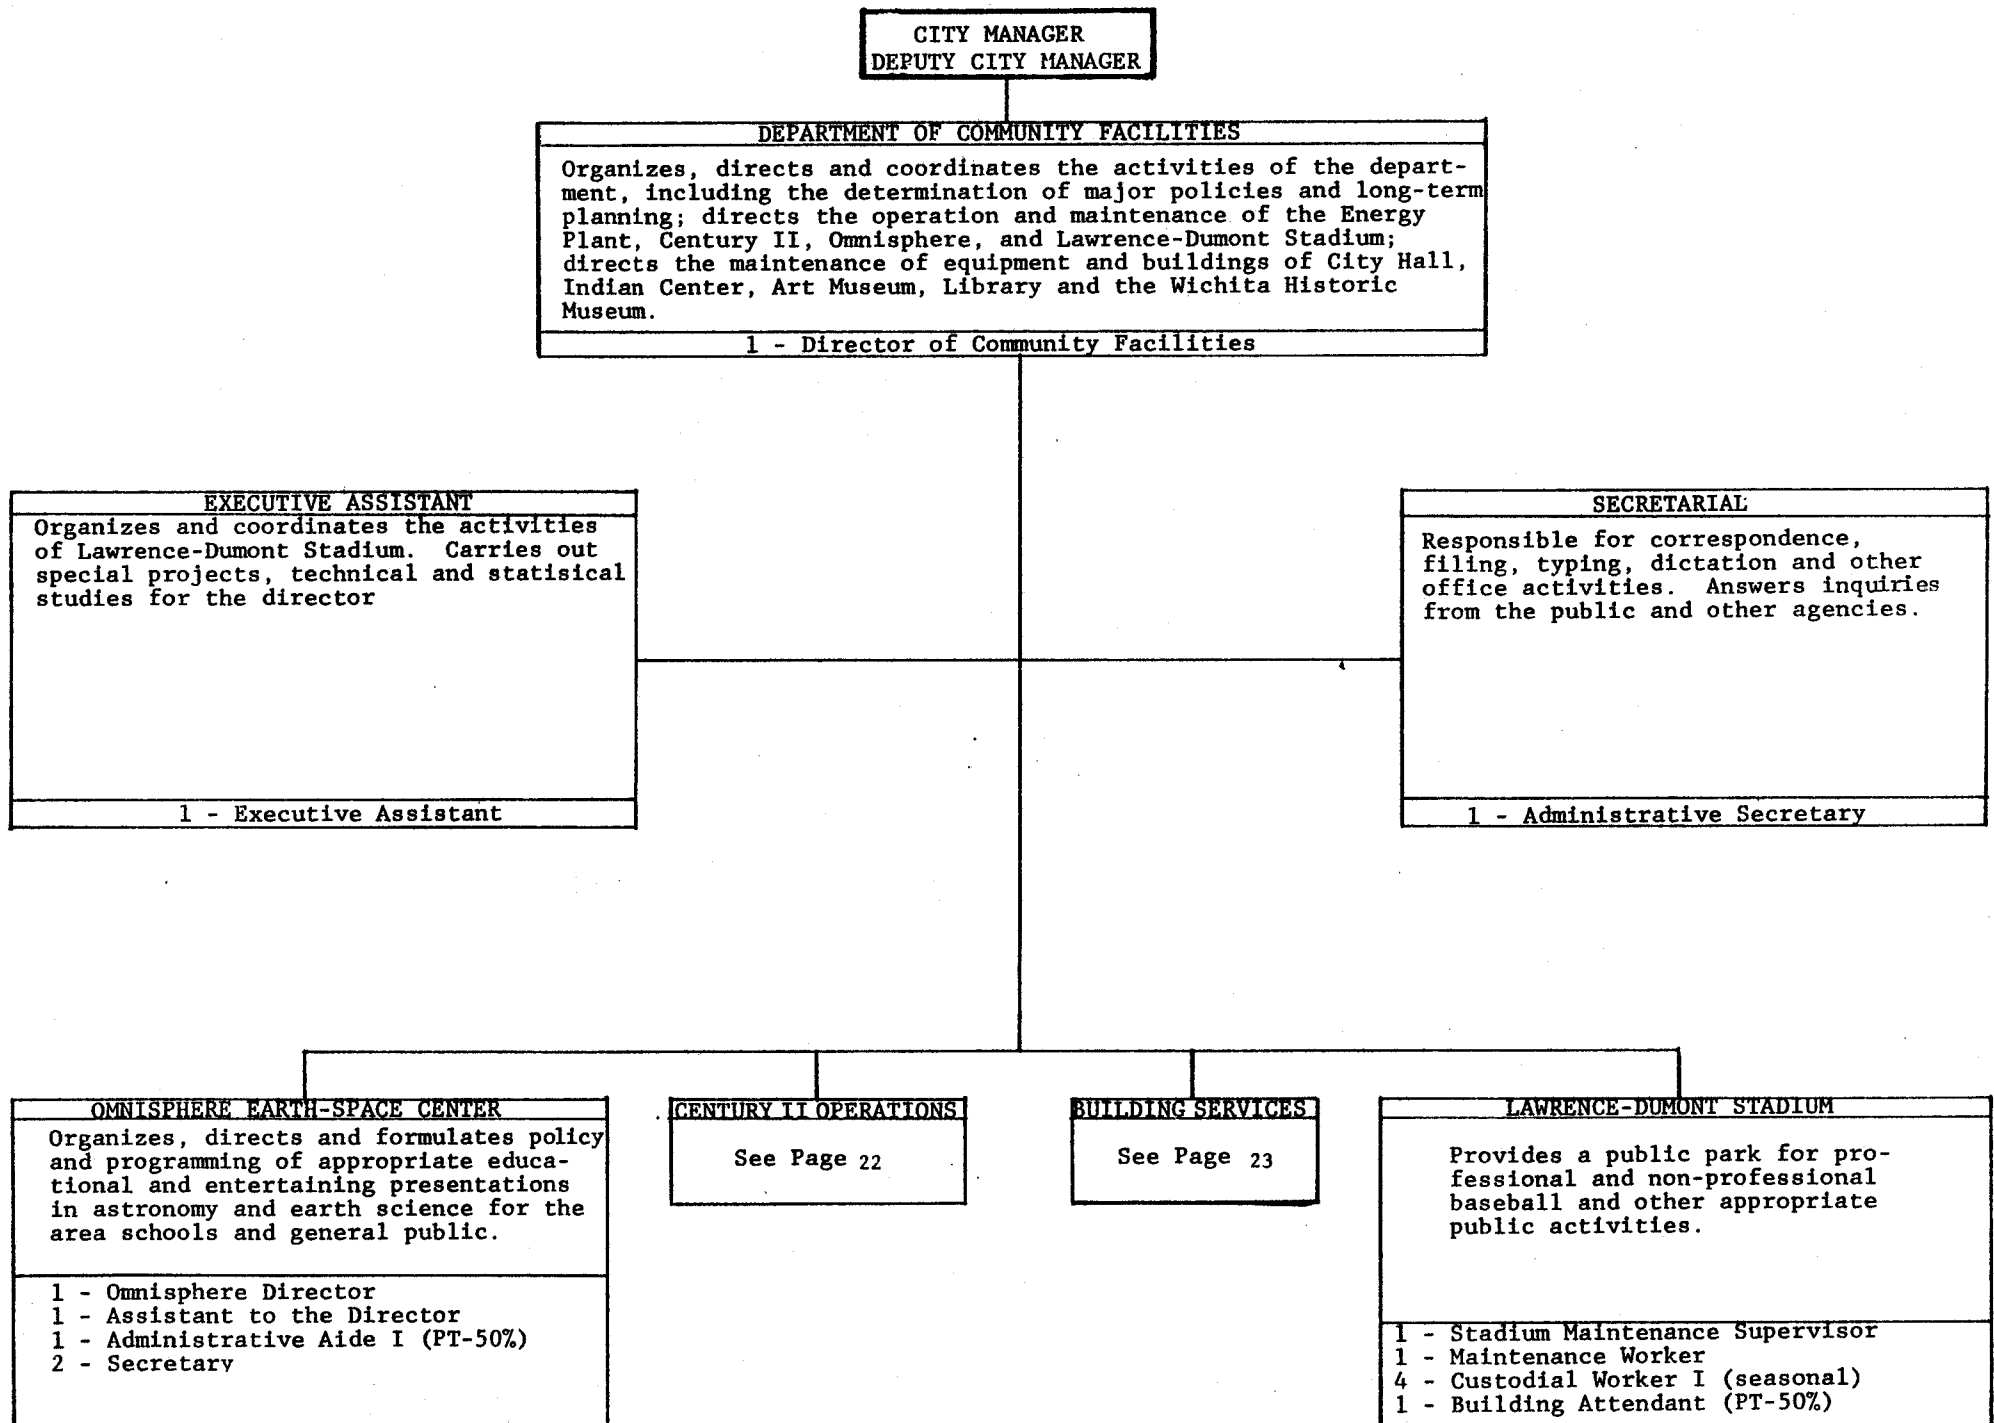 CITY MANAGER
DEPUTY CITY MANAGER
DEPARTMENT OF COMMUNITY FACILITIES
Organizes, directs and coordinates the activities of the depart-
ment, including the determination of major policies and long-term
planning; directs the operation and maintenance of the Energy
Plant, Century II, Omnisphere, and Lawrence-Dumont Stadium;
directs the maintenance of equipment and buildings of City Hall,
Indian Center, Art Museum, Library and the Wichita Historic
Museum.
1 - Director of Community Facilities
EXECUTIVE ASSISTANT
Organizes and coordinates the activities
of Lawrence-Dumont Stadium. Carries out
special projects, technical and statisical
studies for the director
1 - Executive Assistant
SECRETARIAL
Responsible for correspondence,
filing, typing, dictation and other
office activities. Answers inquiries
from the public and other agencies.
1 - Administrative Secretary
OMNISPHERE EARTH-SPACE CENTER
Organizes, directs and formulates policy
and programming of appropriate educa-
tional and entertaining presentations
in astronomy and earth science for the
area schools and general public.
1 - Omnisphere Director
1 - Assistant to the Director
1 - Administrative Aide I (PT-50%)
2 - Secretary
CENTURY II OPERATIONS
See Page 22
BUILDING SERVICES
See Page 23
LAWRENCE-DUMONT STADIUM
Provides a public park for pro-
fessional and non-professional
baseball and other appropriate
public activities.
1 - Stadium Maintenance Supervisor
1 - Maintenance Worker
4 - Custodial Worker I (seasonal)
1 - Building Attendant (PT-50%)